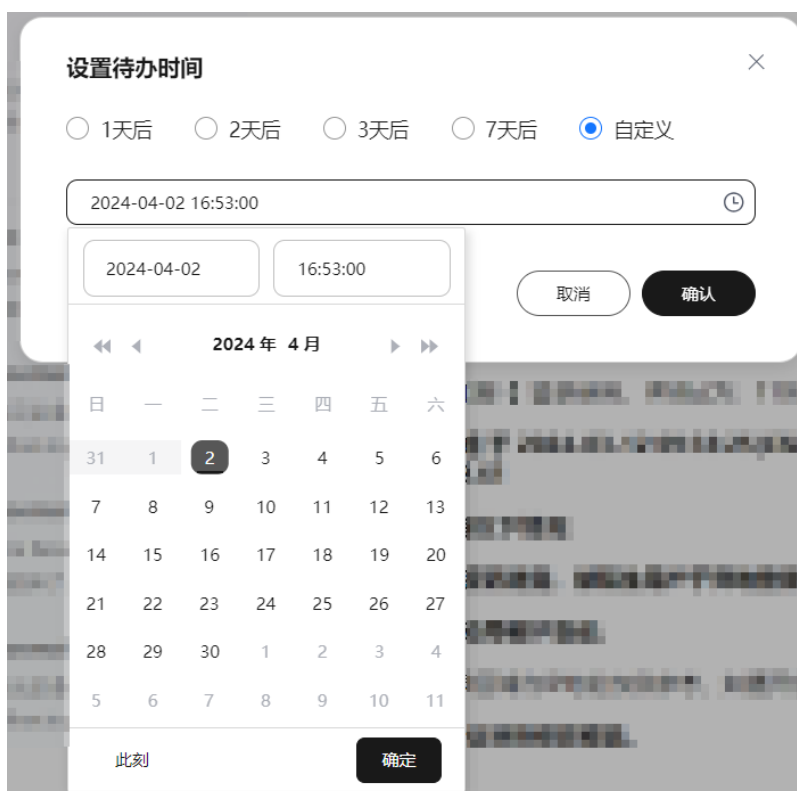 设置待办时间
1天后 2天后 3天后 7天后 自定义
2024-04-02 16:53:00
2024-04-02 16:53:00
取消 确认
2024 年 4 月
日 一 二 三 四 五 六
31 1 2 3 4 5 6
7 8 9 10 11 12 13
14 15 16 17 18 19 20
21 22 23 24 25 26 27
28 29 30 1 2 3 4
5 6 7 8 9 10 11
此刻 确定